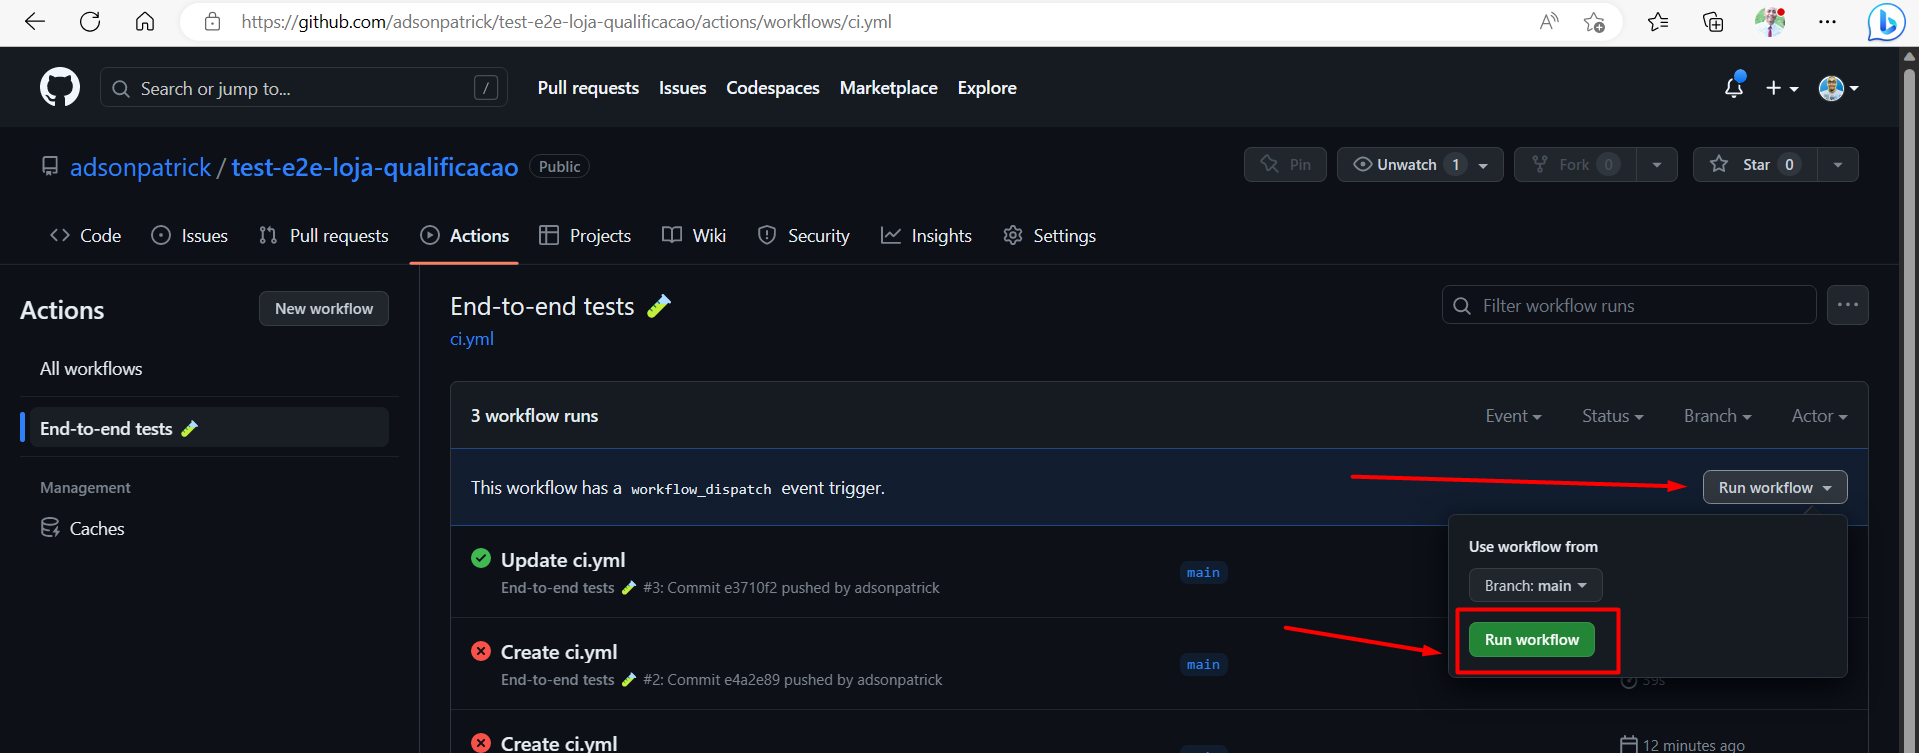 https://github.com/adsonpatrick/test-e2e-loja-qualificacao/actions/workflows/ci.yml
Search or jump to... / Pull requests Issues Codespaces Marketplace Explore
adsonpatrick / test-e2e-loja-qualificacao Public Pin Unwatch 1 Fork 0 Star 0
Code Issues Pull requests Actions Projects Wiki Security Insights Settings
Actions New workflow
All workflows
End-to-end tests
Management
Caches
End-to-end tests
ci.yml
Filter workflow runs
3 workflow runs Event Status Branch Actor
This workflow has a workflow_dispatch event trigger. Run workflow
Use workflow from
Branch: main
Run workflow
Update ci.yml
End-to-end tests #3: Commit e3710f2 pushed by adsonpatrick
main
Create ci.yml
End-to-end tests #2: Commit e4a2e89 pushed by adsonpatrick
main
39s
Create ci.yml
12 minutes ago